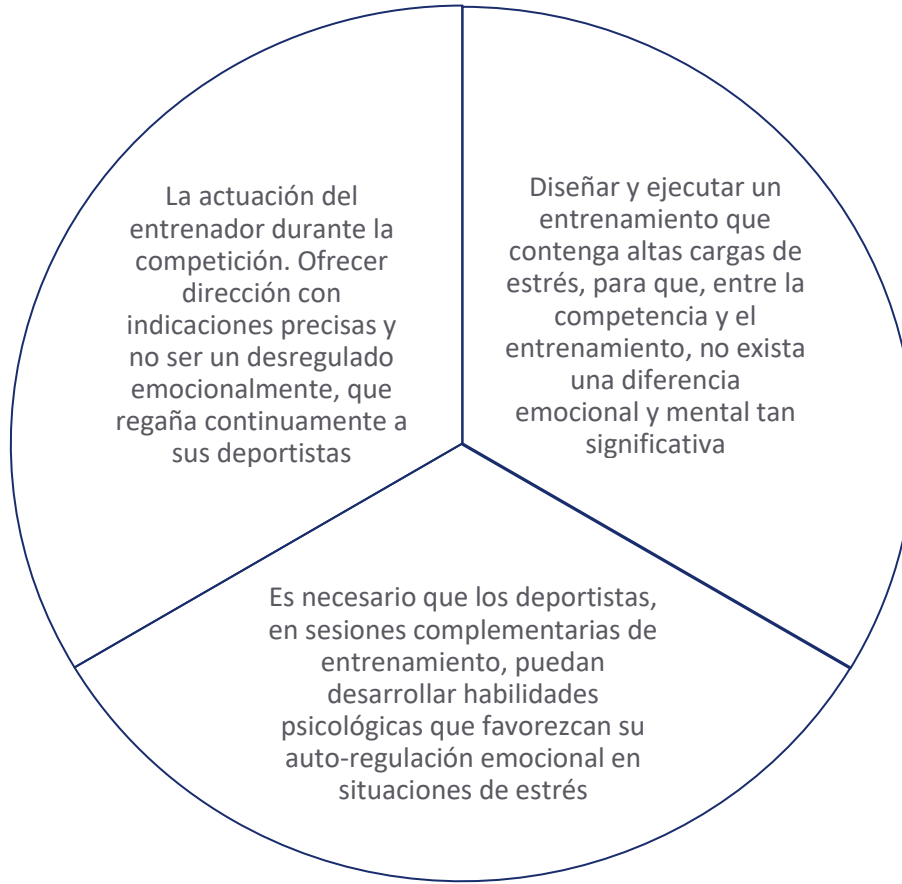 La actuación del
entrenador durante la
competición. Ofrecer
dirección con
indicaciones precisas y
no ser un desregulado
emocionalmente, que
regaña continuamente a
sus deportistas
Diseñar y ejecutar un
entrenamiento que
contenga altas cargas de
estrés, para que, entre la
competencia y el
entrenamiento, no exista
una diferencia
emocional y mental tan
significativa
Es necesario que los deportistas,
en sesiones complementarias de
entrenamiento, puedan
desarrollar habilidades
psicológicas que favorezcan su
auto-regulación emocional en
situaciones de estrés